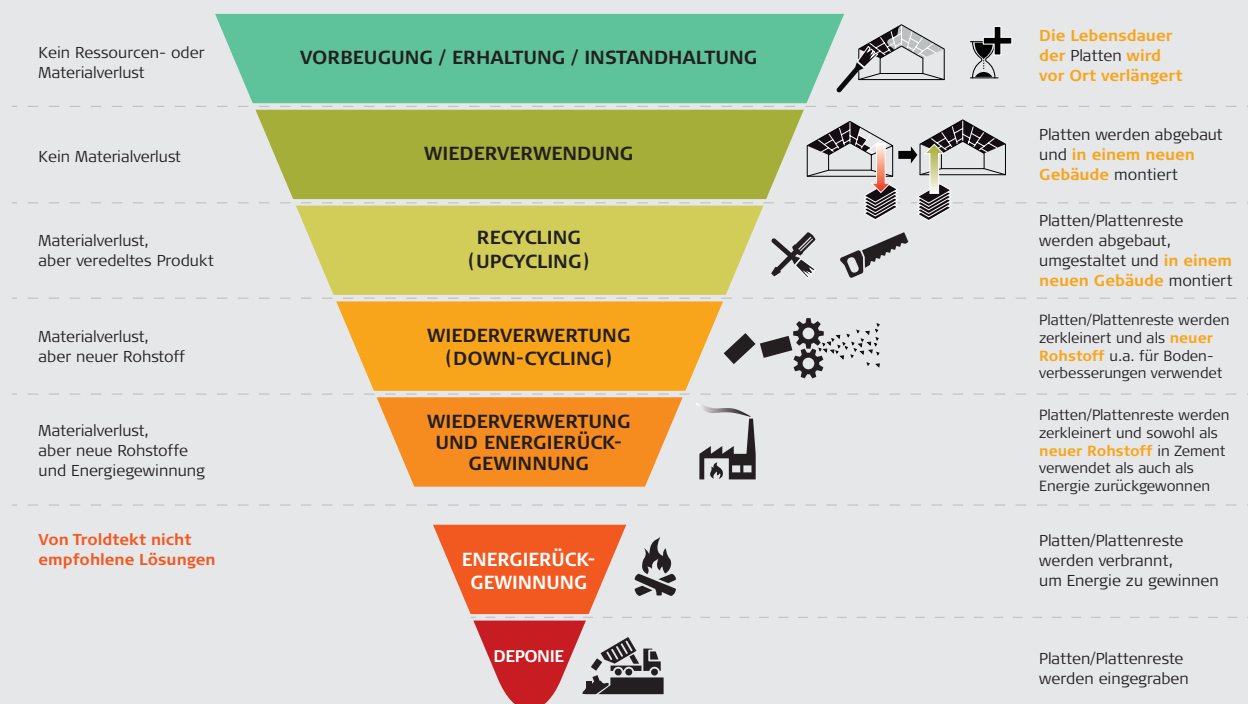 Kein Ressourcen- oder
Materialverlust
VORBEUGUNG / ERHALTUNG / INSTANDHALTUNG
Die Lebensdauer
der Platten wird
vor Ort verlängert
Kein Materialverlust
WIEDERVERWENDUNG
Platten werden abgebaut
und in einem neuen
Gebäude montiert
Materialverlust,
aber veredeltes Produkt
RECYCLING
(UPCYCLING)
Platten/Plattenreste
werden abgebaut,
umgestaltet und in einem
neuen Gebäude montiert
Materialverlust,
aber neuer Rohstoff
WIEDERVERWERTUNG
(DOWN-CYCLING)
Platten/Plattenreste werden
zerkleinert und als neuer
Rohstoff u.a. für Boden-
verbesserungen verwendet
Materialverlust,
aber neue Rohstoffe
und Energiegewinnung
WIEDERVERWERTUNG
UND ENERGIERÜCK-
GEWINNUNG
Platten/Plattenreste werden
zerkleinert und sowohl als
neuer Rohstoff in Zement
verwendet als auch als
Energie zurückgewonnen
Von Troldtekt nicht
empfohlene Lösungen
ENERGIERÜCK-
GEWINNUNG
Platten/Plattenreste
werden verbrannt,
um Energie zu gewinnen
DEPONIE
Platten/Plattenreste
werden eingegraben